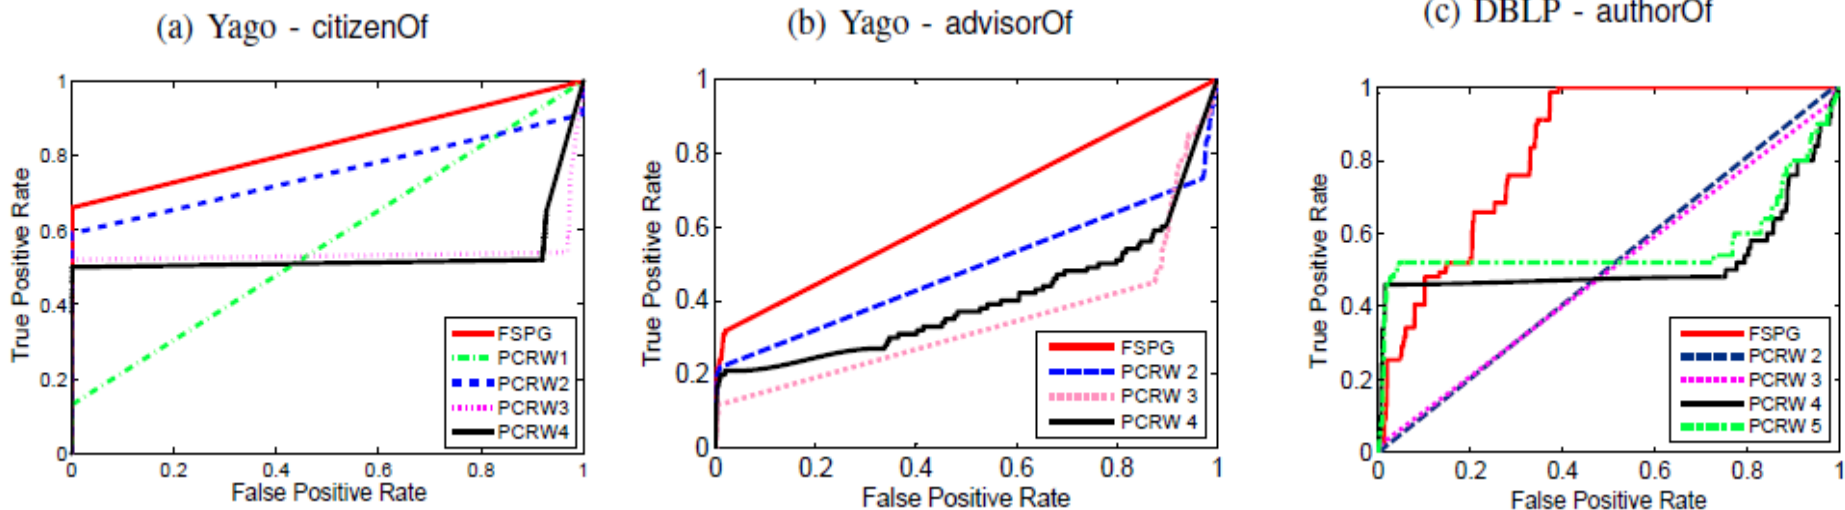 (a) Yago - citizenOf
1
0.8
0.6
0.4
0.2
0
0
0.2
0.4
0.6
0.8
1
True Positive Rate
False Positive Rate
FSPG
PCRW1
PCRW2
PCRW3
PCRW4
(b) Yago - advisorOf
1
0.8
0.6
0.4
0.2
0
0
0.2
0.4
0.6
0.8
1
True Positive Rate
False Positive Rate
FSPG
PCRW 2
PCRW 3
PCRW 4
(c) DBLP - authorOf
1
0.8
0.6
0.4
0.2
0
0
0.2
0.4
0.6
0.8
1
True Positive Rate
False Positive Rate
FSPG
PCRW 2
PCRW 3
PCRW 4
PCRW 5